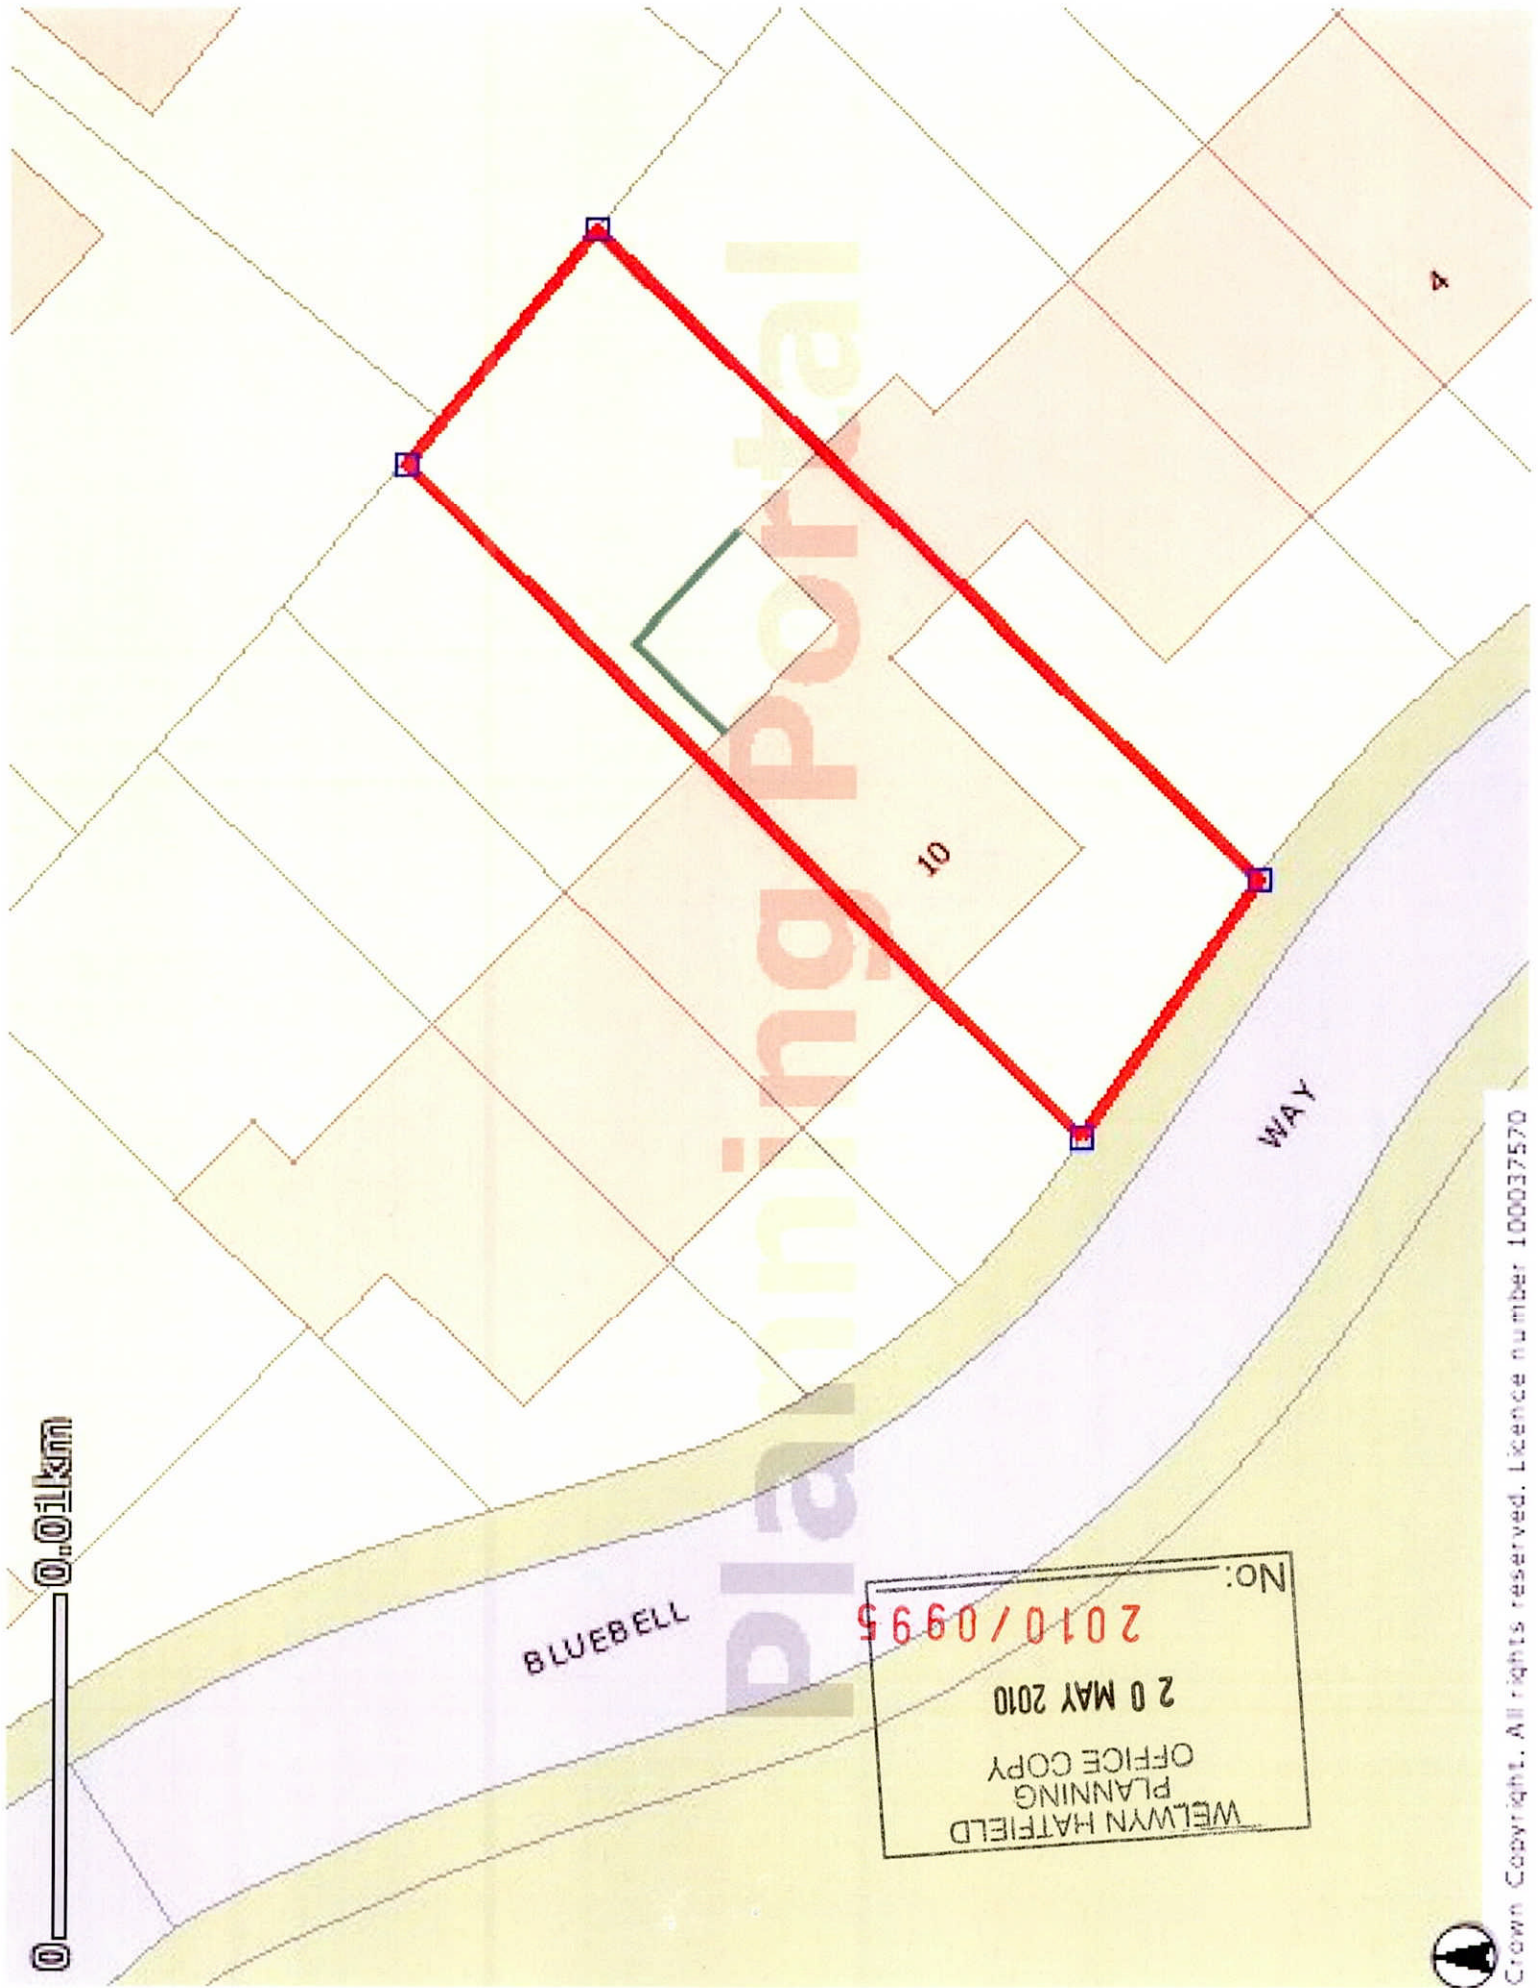 0 0.01km
BLUEBELL
WAY
10
4
Planning Portal
WELWYN HATFIELD
PLANNING
OFFICE COPY
20 MAY 2010
2010/0995
No:
Crown Copyright. All rights reserved. Licence number 100037570